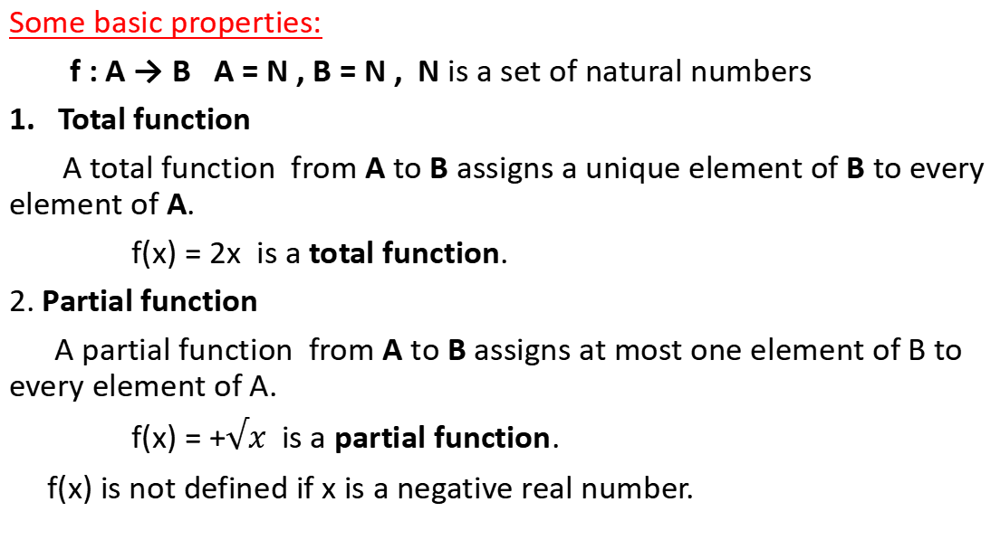 Some basic properties:
f : A → B A = N , B = N , N is a set of natural numbers
1. Total function
A total function from A to B assigns a unique element of B to every
element of A.
f(x) = 2x is a total function.
2. Partial function
A partial function from A to B assigns at most one element of B to
every element of A.
f(x) = +√x is a partial function.
f(x) is not defined if x is a negative real number.